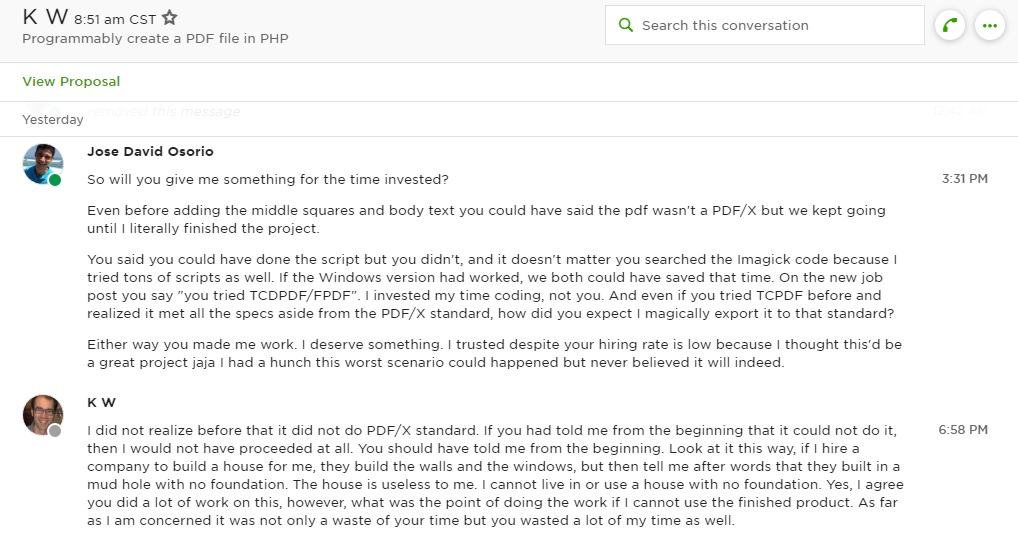 K W 8:51 am CST
Programmably create a PDF file in PHP
Search this conversation
View Proposal
removed this message
Yesterday
Jose David Osorio
So will you give me something for the time invested?
3:31 PM
Even before adding the middle squares and body text you could have said the pdf wasn't a PDF/X but we kept going
until I literally finished the project.
You said you could have done the script but you didn't, and it doesn't matter you searched the Imagick code because I
tried tons of scripts as well. If the Windows version had worked, we both could have saved that time. On the new job
post you say "you tried TCDPDF/FPDF". I invested my time coding, not you. And even if you tried TCPDF before and
realized it met all the specs aside from the PDF/X standard, how did you expect I magically export it to that standard?
Either way you made me work. I deserve something. I trusted despite your hiring rate is low because I thought this'd be
a great project jaja I had a hunch this worst scenario could happened but never believed it will indeed.
K W
I did not realize before that it did not do PDF/X standard. If you had told me from the beginning that it could not do it,
6:58 PM
then I would not have proceeded at all. You should have told me from the beginning. Look at it this way, if I hire a
company to build a house for me, they build the walls and the windows, but then tell me after words that they built in a
mud hole with no foundation. The house is useless to me. I cannot live in or use a house with no foundation. Yes, I agree
you did a lot of work on this, however, what was the point of doing the work if I cannot use the finished product. As far
as I am concerned it was not only a waste of your time but you wasted a lot of my time as well.